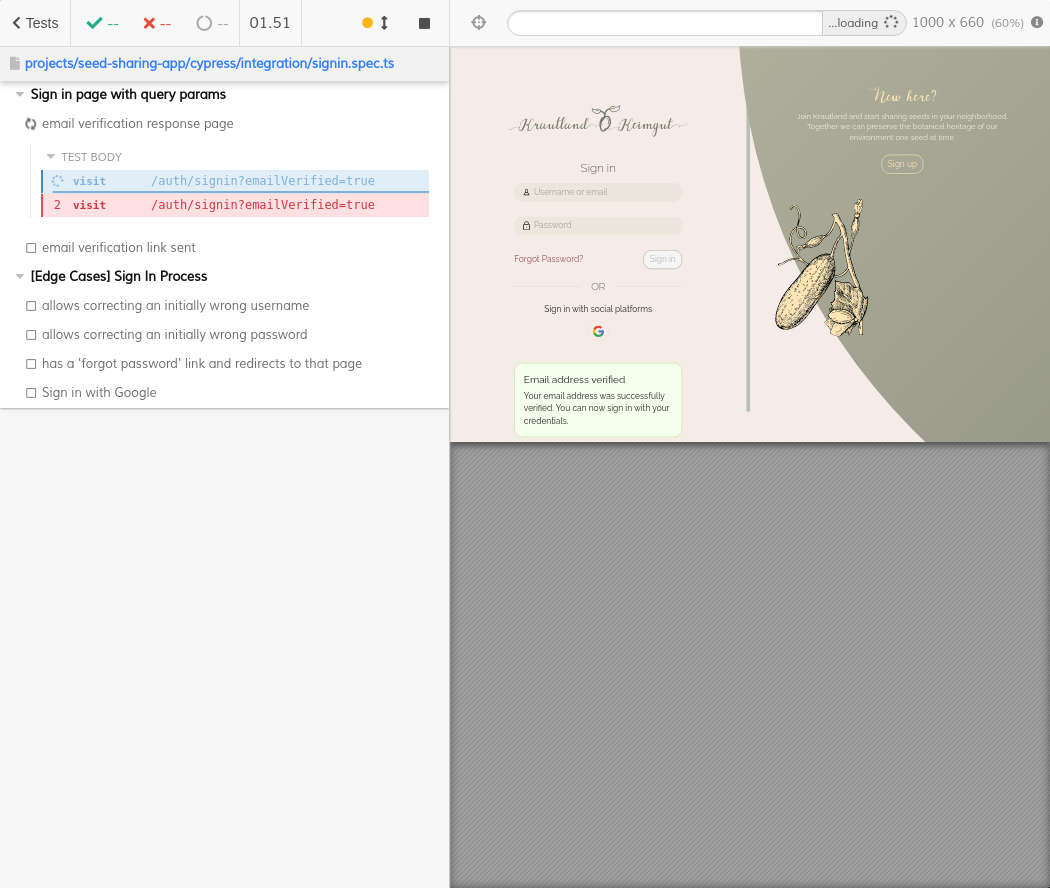 Tests
--
--
--
01.51
...loading
1000 x 660 (60%)
projects/seed-sharing-app/cypress/integration/signin.spec.ts
Sign in page with query params
email verification response page
TEST BODY
visit /auth/signin?emailVerified=true
2 visit /auth/signin?emailVerified=true
email verification link sent
[Edge Cases] Sign In Process
allows correcting an initially wrong username
allows correcting an initially wrong password
has a 'forgot password' link and redirects to that page
Sign in with Google
Krautland Keimgut
Sign in
Username or email
Password
Forgot Password?
Sign in
OR
Sign in with social platforms
Email address verified
Your email address was successfully
verified. You can now sign in with your
credentials.
New here?
Join Krautland and start sharing seeds in your neighborhood.
Together we can preserve the botanical heritage of our
environment one seed at time.
Sign up